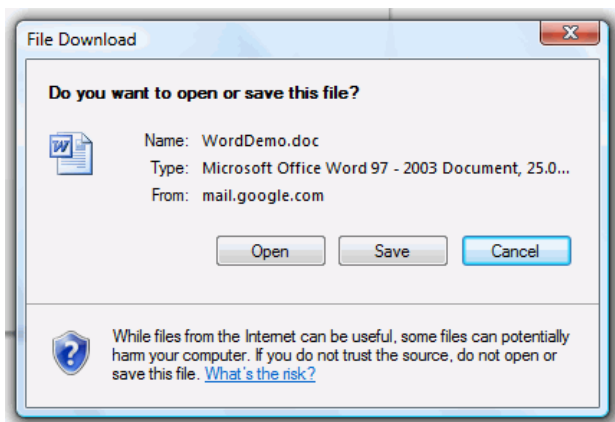 File Download
Do you want to open or save this file?
Name: WordDemo.doc
Type: Microsoft Office Word 97 - 2003 Document, 25.0...
From: mail.google.com
Open Save Cancel
While files from the Internet can be useful, some files can potentially
harm your computer. If you do not trust the source, do not open or
save this file. What's the risk?